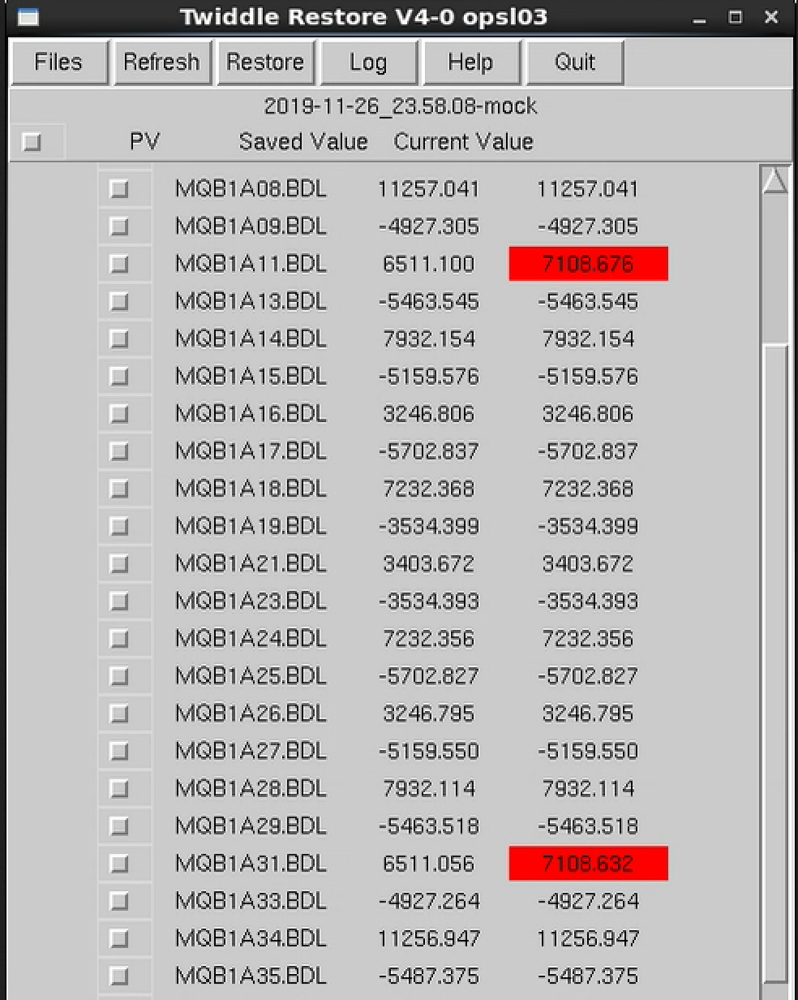 Twiddle Restore V4-0 opsl03
Files Refresh Restore Log Help Quit
2019-11-26_23.58.08-mock
PV Saved Value Current Value
MQB1A08.BDL 11257.041 11257.041
MQB1A09.BDL -4927.305 -4927.305
MQB1A11.BDL 6511.100 7108.676
MQB1A13.BDL -5463.545 -5463.545
MQB1A14.BDL 7932.154 7932.154
MQB1A15.BDL -5159.576 -5159.576
MQB1A16.BDL 3246.806 3246.806
MQB1A17.BDL -5702.837 -5702.837
MQB1A18.BDL 7232.368 7232.368
MQB1A19.BDL -3534.399 -3534.399
MQB1A21.BDL 3403.672 3403.672
MQB1A23.BDL -3534.393 -3534.393
MQB1A24.BDL 7232.356 7232.356
MQB1A25.BDL -5702.827 -5702.827
MQB1A26.BDL 3246.795 3246.795
MQB1A27.BDL -5159.550 -5159.550
MQB1A28.BDL 7932.114 7932.114
MQB1A29.BDL -5463.518 -5463.518
MQB1A31.BDL 6511.056 7108.632
MQB1A33.BDL -4927.264 -4927.264
MQB1A34.BDL 11256.947 11256.947
MQB1A35.BDL -5487.375 -5487.375